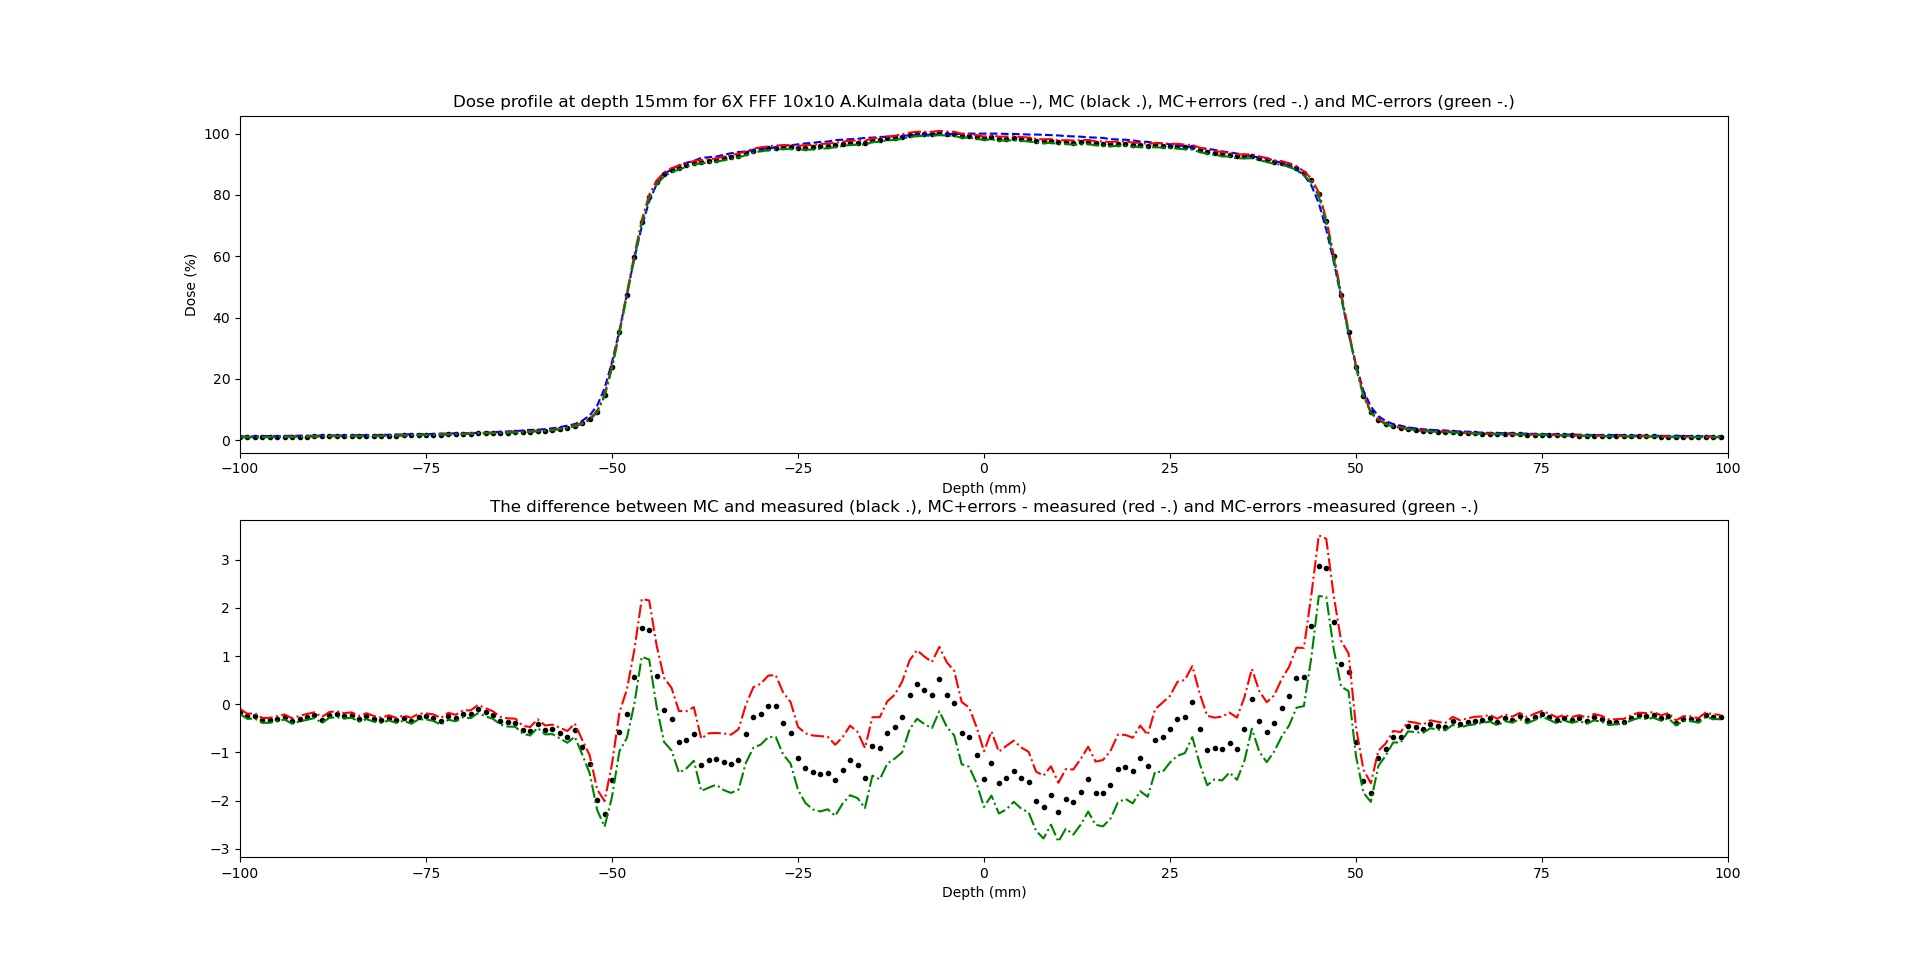 Dose profile at depth 15mm for 6X FFF 10x10 A.Kulmala data (blue --), MC (black .), MC+errors (red -.) and MC-errors (green -.)
100
80
60
40
20
0
Dose (%)
−100 −75 −50 −25 0 25 50 75 100
Depth (mm)
The difference between MC and measured (black .), MC+errors - measured (red -.) and MC-errors -measured (green -.)
3
2
1
0
−1
−2
−3
−100 −75 −50 −25 0 25 50 75 100
Depth (mm)